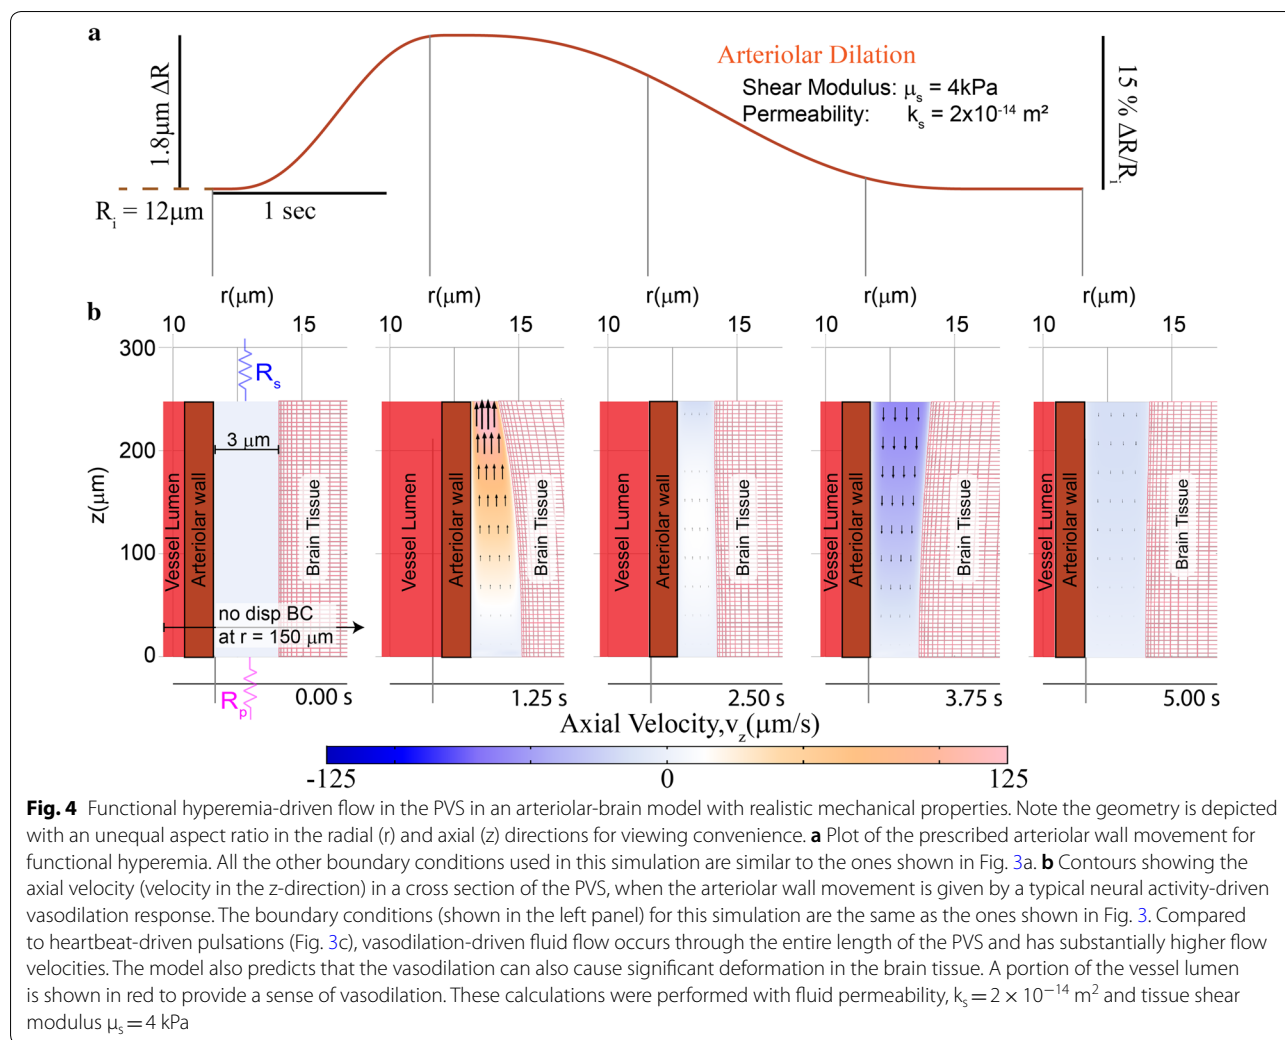 a
Arteriolar Dilation
Shear Modulus: μs = 4kPa
Permeability: ks = 2x10-14 m²
1.8μm ΔR
15 % ΔR/Ri
Ri = 12μm
1 sec
b
r(μm) r(μm) r(μm) r(μm) r(μm)
10 15 10 15 10 15 10 15 10 15
300
200
100
0
z(μm)
Rs
3 μm
Vessel Lumen Arteriolar wall Brain Tissue
Vessel Lumen Arteriolar wall Brain Tissue
Vessel Lumen Arteriolar wall Brain Tissue
Vessel Lumen Arteriolar wall Brain Tissue
Vessel Lumen Arteriolar wall Brain Tissue
no disp BC
at r = 150 μm
Rp
0.00 s 1.25 s 2.50 s 3.75 s 5.00 s
Axial Velocity,vz(μm/s)
-125 0 125
Fig. 4 Functional hyperemia-driven flow in the PVS in an arteriolar-brain model with realistic mechanical properties. Note the geometry is depicted
with an unequal aspect ratio in the radial (r) and axial (z) directions for viewing convenience. a Plot of the prescribed arteriolar wall movement for
functional hyperemia. All the other boundary conditions used in this simulation are similar to the ones shown in Fig. 3a. b Contours showing the
axial velocity (velocity in the z-direction) in a cross section of the PVS, when the arteriolar wall movement is given by a typical neural activity-driven
vasodilation response. The boundary conditions (shown in the left panel) for this simulation are the same as the ones shown in Fig. 3. Compared
to heartbeat-driven pulsations (Fig. 3c), vasodilation-driven fluid flow occurs through the entire length of the PVS and has substantially higher flow
velocities. The model also predicts that the vasodilation can also cause significant deformation in the brain tissue. A portion of the vessel lumen
is shown in red to provide a sense of vasodilation. These calculations were performed with fluid permeability, ks = 2 × 10−14 m2 and tissue shear
modulus μs = 4 kPa